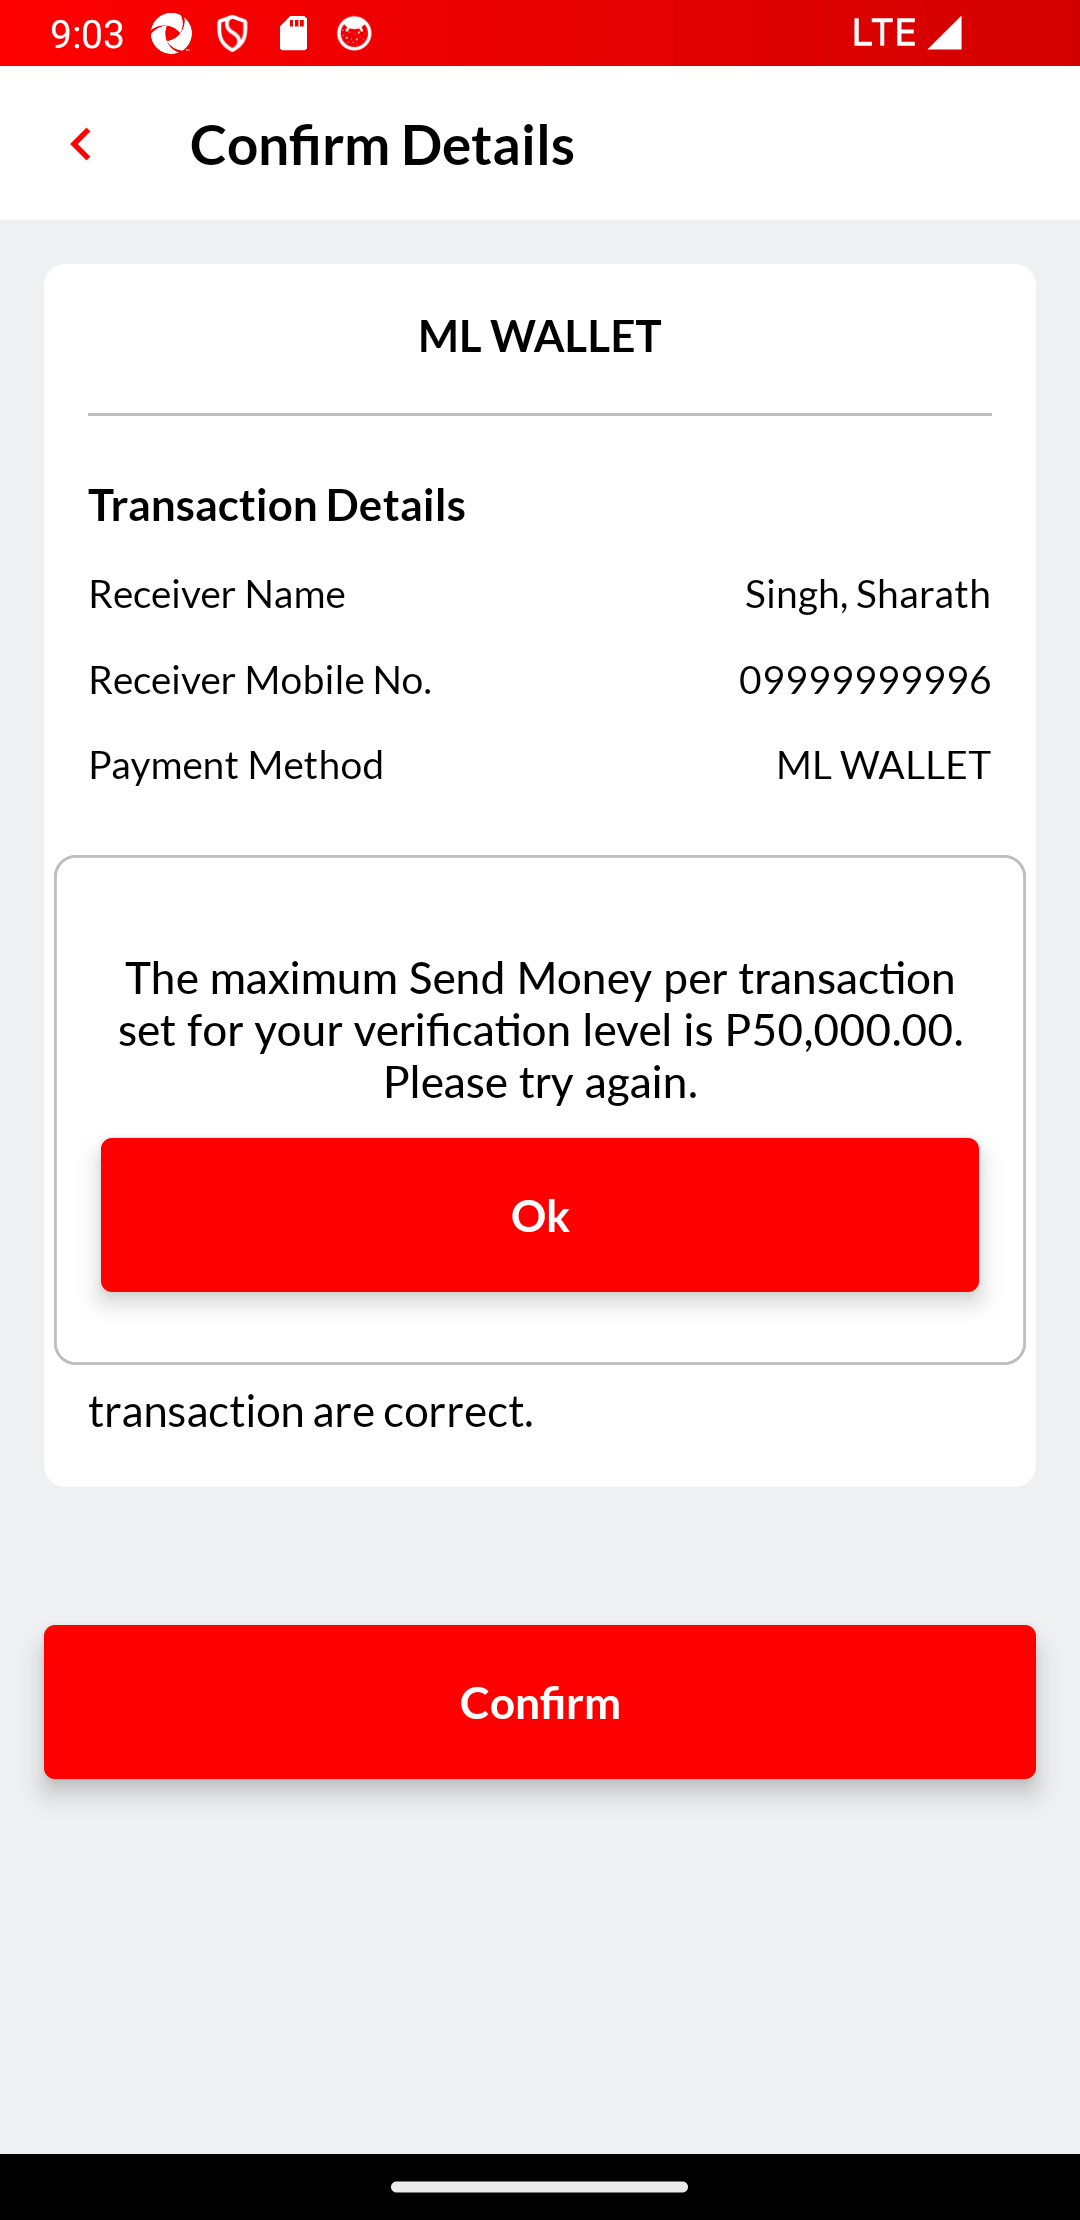 9:03
LTE
Confirm Details
ML WALLET
Transaction Details
Receiver Name Singh, Sharath
Receiver Mobile No. 09999999996
Payment Method ML WALLET
The maximum Send Money per transaction
set for your verification level is P50,000.00.
Please try again.
Ok
transaction are correct.
Confirm